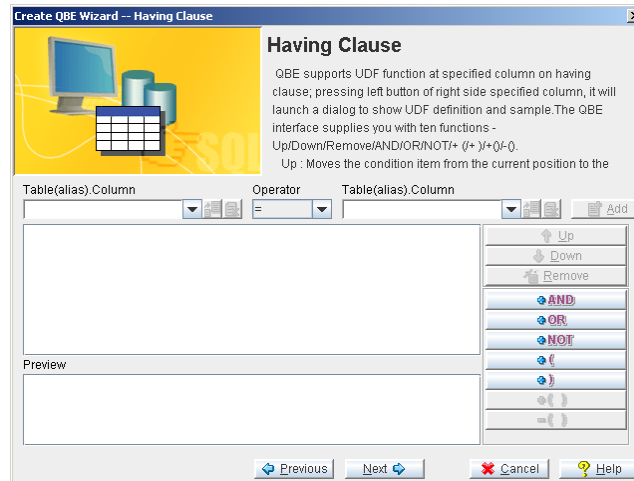 Create QBE Wizard -- Having Clause
Having Clause
QBE supports UDF function at specified column on having
clause; pressing left button of right side specified column, it will
launch a dialog to show UDF definition and sample.The QBE
interface supplies you with ten functions -
Up/Down/Remove/AND/OR/NOT/+ (/+ )/+()/-().
Up : Moves the condition item from the current position to the
SQL
Table(alias).Column
Operator
Table(alias).Column
=
Add
Up
Down
Remove
AND
OR
NOT
(
)
+( )
-( )
Preview
Previous
Next
Cancel
Help